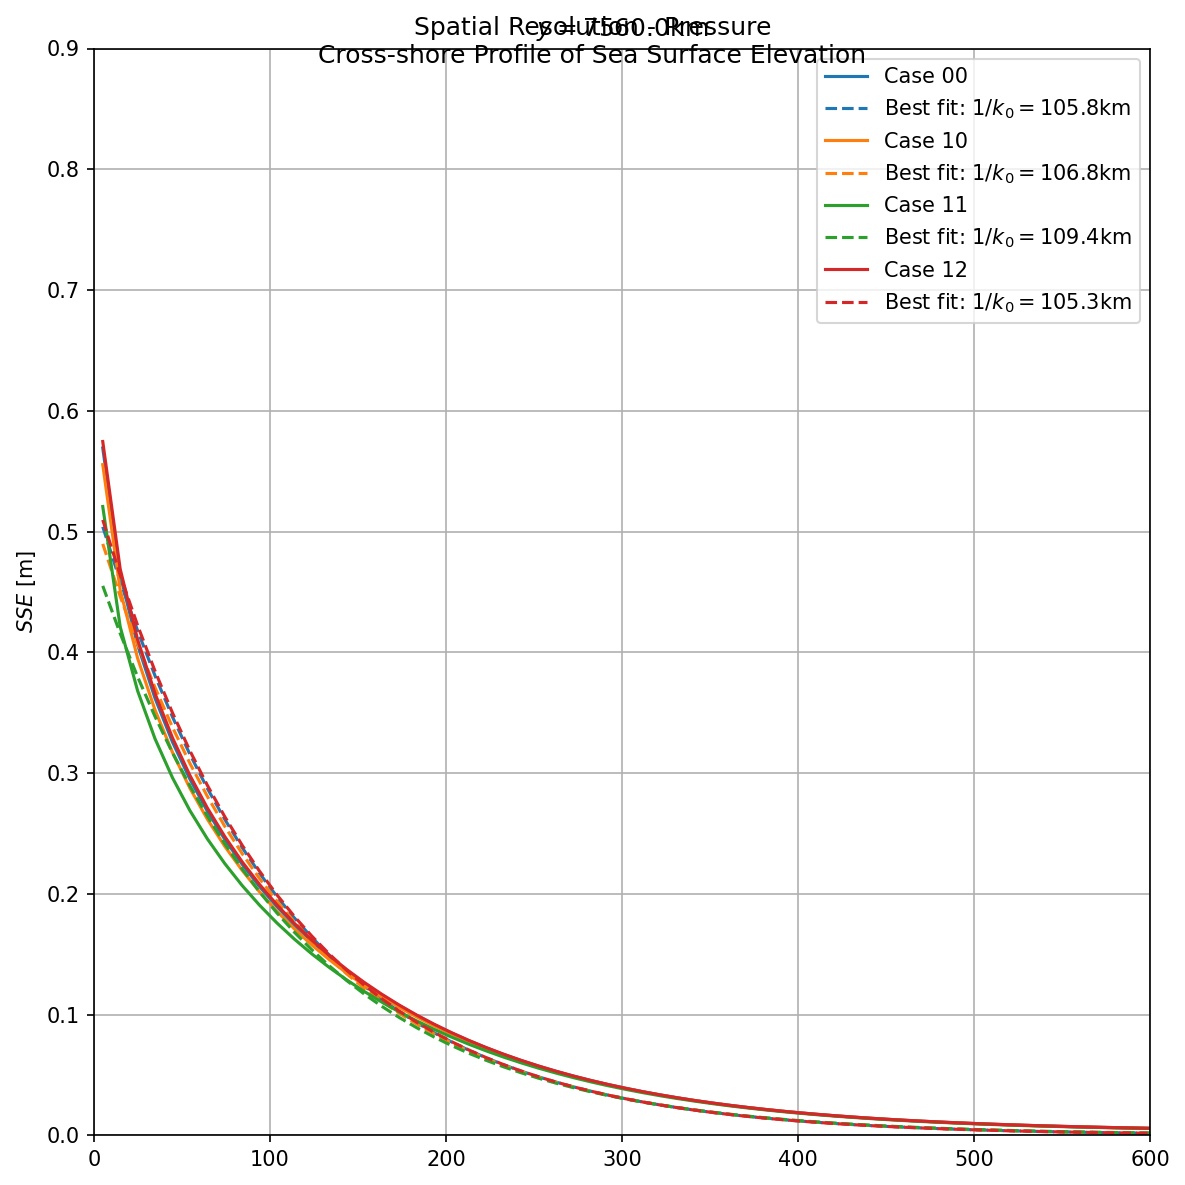 Spatial Resolution - Pressure
y = 7560.0km
Cross-shore Profile of Sea Surface Elevation
0.9
0.8
0.7
0.6
0.5
0.4
0.3
0.2
0.1
0.0
SSE [m]
Case 00
Best fit: 1/k₀ = 105.8km
Case 10
Best fit: 1/k₀ = 106.8km
Case 11
Best fit: 1/k₀ = 109.4km
Case 12
Best fit: 1/k₀ = 105.3km
0 100 200 300 400 500 600